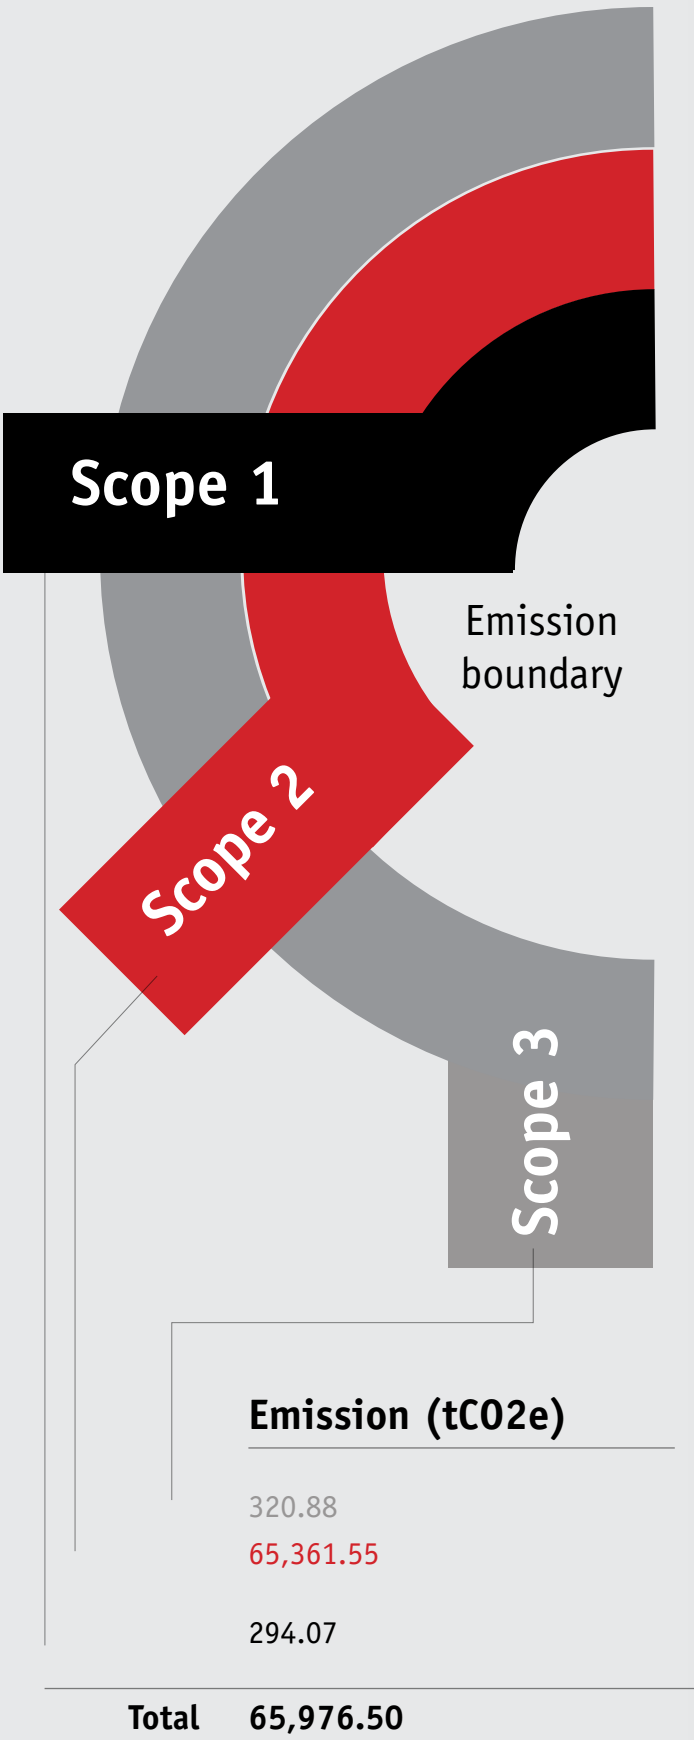 Scope 1
Emission
boundary
Scope 2
Scope 3
Emission (tCO2e)
320.88
65,361.55
294.07
Total 65,976.50